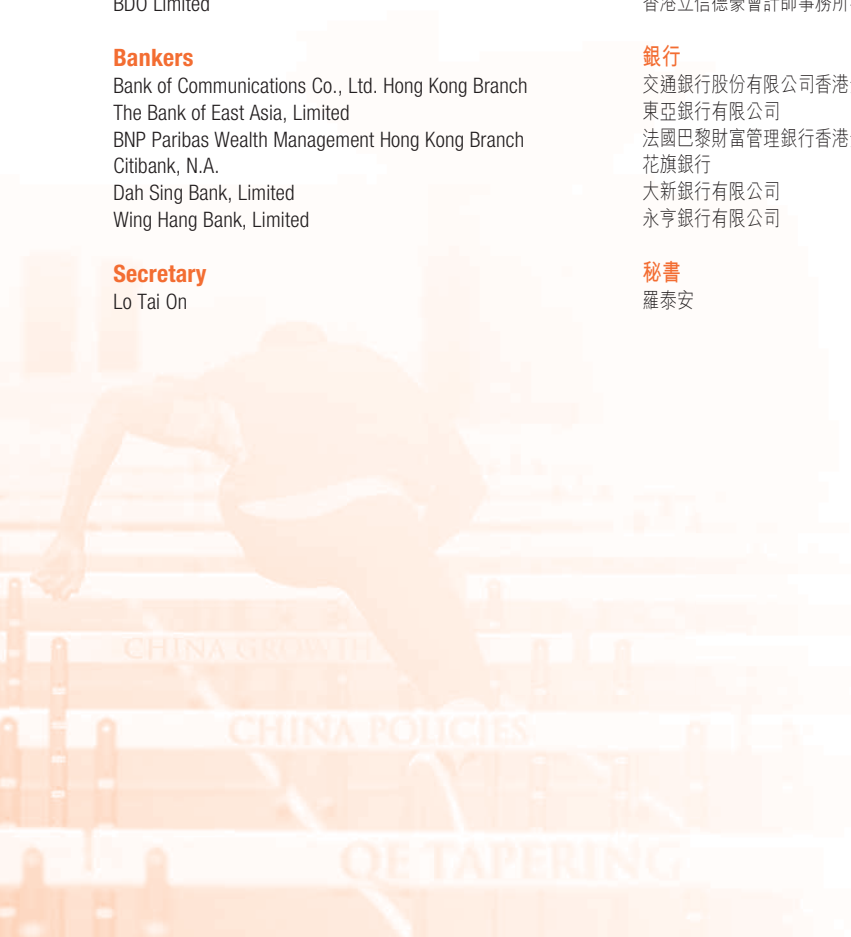 BDO Limited
Bankers
Bank of Communications Co., Ltd. Hong Kong Branch
The Bank of East Asia, Limited
BNP Paribas Wealth Management Hong Kong Branch
Citibank, N.A.
Dah Sing Bank, Limited
Wing Hang Bank, Limited
Secretary
Lo Tai On
香港立信德豪會計師事務所
銀行
交通銀行股份有限公司香港
東亞銀行有限公司
法國巴黎財富管理銀行香港
花旗銀行
大新銀行有限公司
永亨銀行有限公司
秘書
羅泰安
CHINA GROWTH
CHINA POLICIES
QE TAPERING